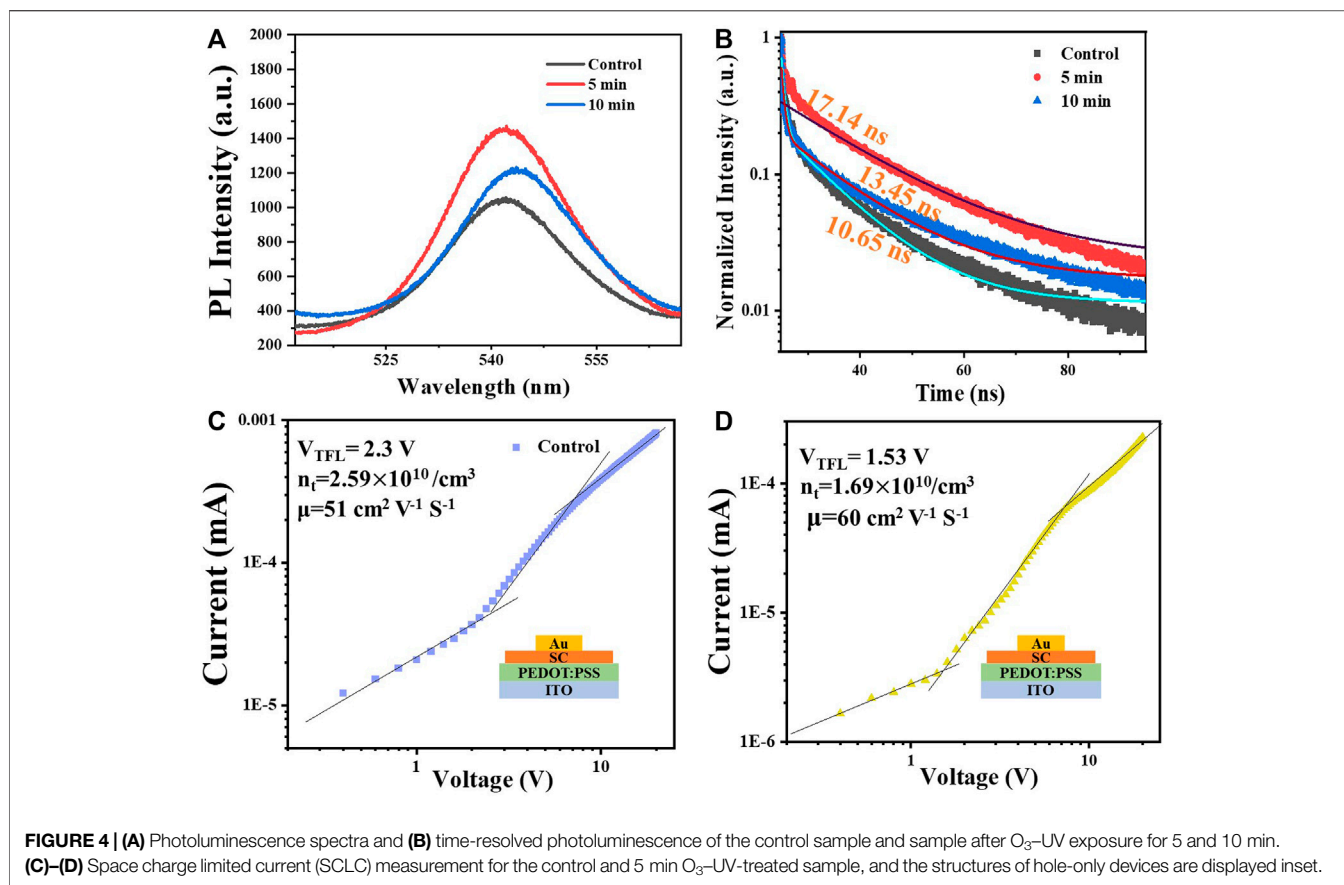 A
2000
1800
1600
1400
1200
1000
800
600
400
200
PL Intensity (a.u.)
Control
5 min
10 min
525
540
555
Wavelength (nm)
B
1
0.1
0.01
Normalized Intensity (a.u.)
Control
5 min
10 min
17.14 ns
13.45 ns
10.65 ns
40
60
80
Time (ns)
C
0.001
1E-4
1E-5
Current (mA)
V_TFL= 2.3 V
n_t=2.59×10^10/cm^3
μ=51 cm^2 V^-1 S^-1
Control
Au
SC
PEDOT:PSS
ITO
1
10
Voltage (V)
D
1E-4
1E-5
1E-6
Current (mA)
V_TFL= 1.53 V
n_t=1.69×10^10/cm^3
μ=60 cm^2 V^-1 S^-1
Au
SC
PEDOT:PSS
ITO
1
10
Voltage (V)
FIGURE 4 | (A) Photoluminescence spectra and (B) time-resolved photoluminescence of the control sample and sample after O₃–UV exposure for 5 and 10 min.
(C)–(D) Space charge limited current (SCLC) measurement for the control and 5 min O₃–UV-treated sample, and the structures of hole-only devices are displayed inset.